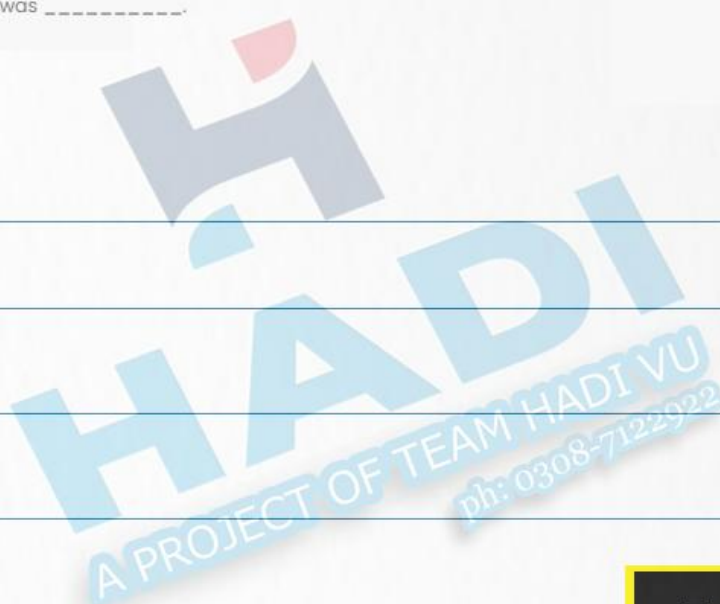 was __________.
HADI
A PROJECT OF TEAM HADI VU
ph: 0308-7122922